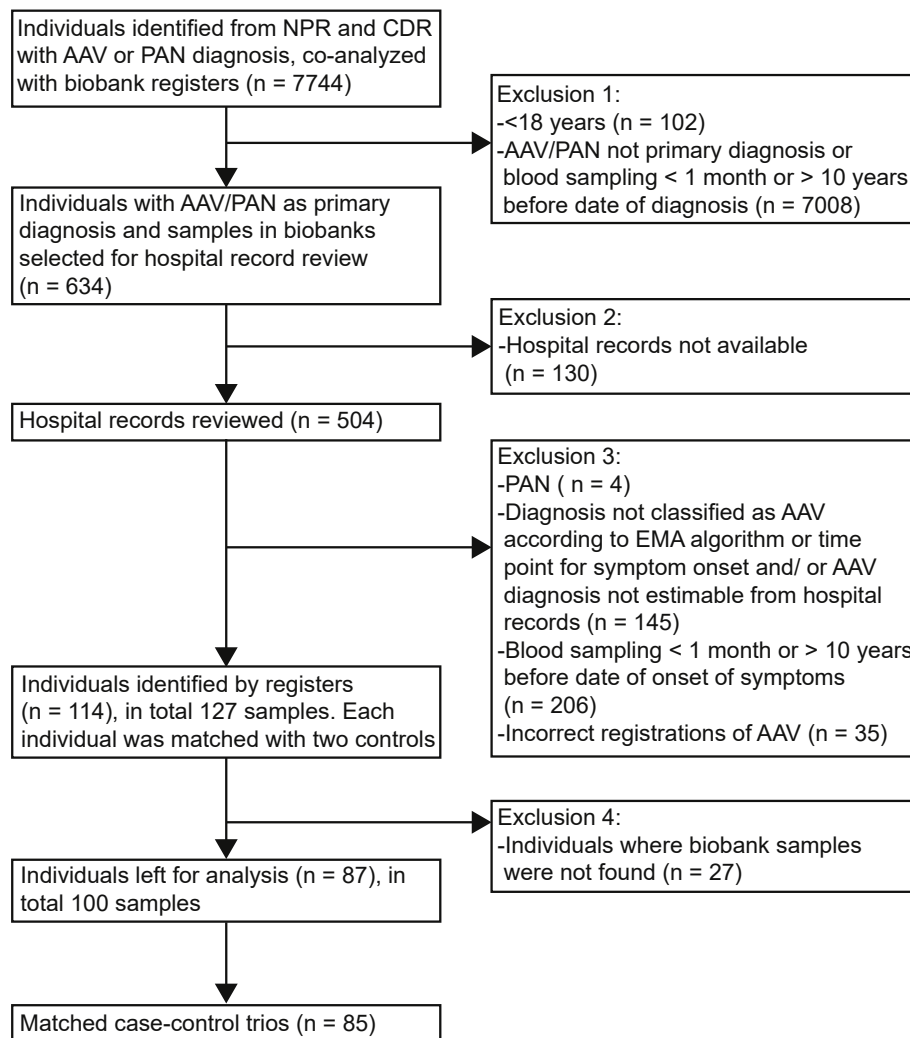 Individuals identified from NPR and CDR
with AAV or PAN diagnosis, co-analyzed
with biobank registers (n = 7744)
Exclusion 1:
-<18 years (n = 102)
-AAV/PAN not primary diagnosis or
blood sampling < 1 month or > 10 years
before date of diagnosis (n = 7008)
Individuals with AAV/PAN as primary
diagnosis and samples in biobanks
selected for hospital record review
(n = 634)
Exclusion 2:
-Hospital records not available
(n = 130)
Hospital records reviewed (n = 504)
Exclusion 3:
-PAN ( n = 4)
-Diagnosis not classified as AAV
according to EMA algorithm or time
point for symptom onset and/ or AAV
diagnosis not estimable from hospital
records (n = 145)
-Blood sampling < 1 month or > 10 years
before date of onset of symptoms
(n = 206)
-Incorrect registrations of AAV (n = 35)
Individuals identified by registers
(n = 114), in total 127 samples. Each
individual was matched with two controls
Exclusion 4:
-Individuals where biobank samples
were not found (n = 27)
Individuals left for analysis (n = 87), in
total 100 samples
Matched case-control trios (n = 85)